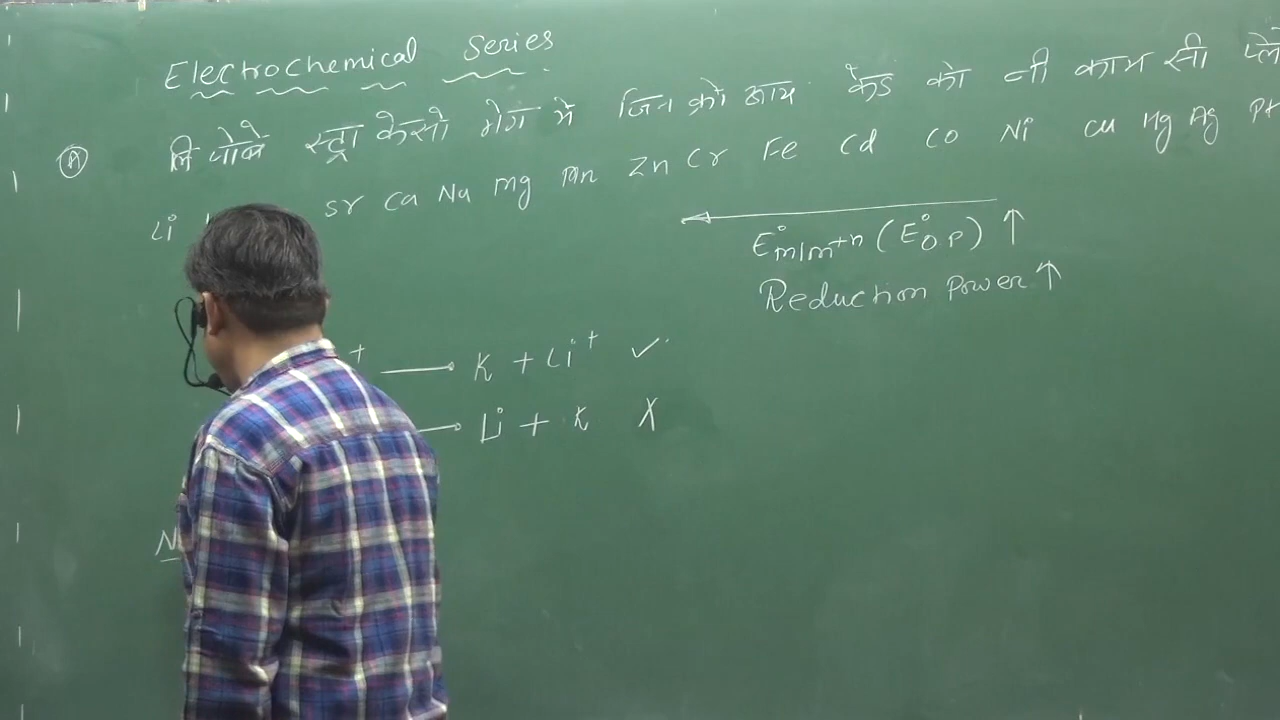 Electrochemical Series
(A) लि पोबे स्ट्रा केसो मेग में जिन क्रो आय कैड को नी काम सी प्ले
Li Sr Ca Na Mg Mn Zn Cr Fe Cd Co Ni Cu Hg Ag Pt
E°m/m+n (E°O.P) ↑
Reduction Power ↑
+ → K + Li+ ✓
→ Li + K X